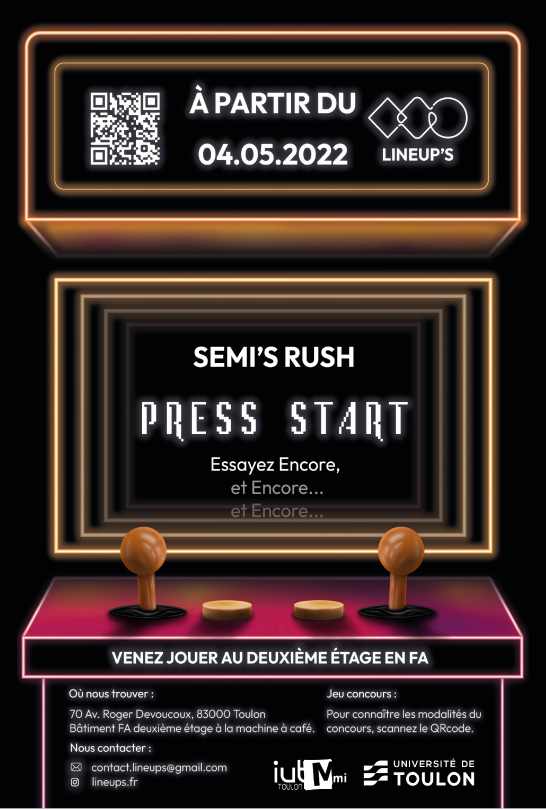 À PARTIR DU
04.05.2022
LINEUP'S
SEMI'S RUSH
PRESS START
Essayez Encore,
et Encore...
et Encore...
VENEZ JOUER AU DEUXIÈME ÉTAGE EN FA
Où nous trouver :
70 Av. Roger Devoucoux, 83000 Toulon
Bâtiment FA deuxième étage à la machine à café.
Nous contacter :
contact.lineups@gmail.com
lineups.fr
Jeu concours :
Pour connaître les modalités du
concours, scannez le QRcode.
iut Mmi
TOULON
UNIVERSITÉ DE
TOULON